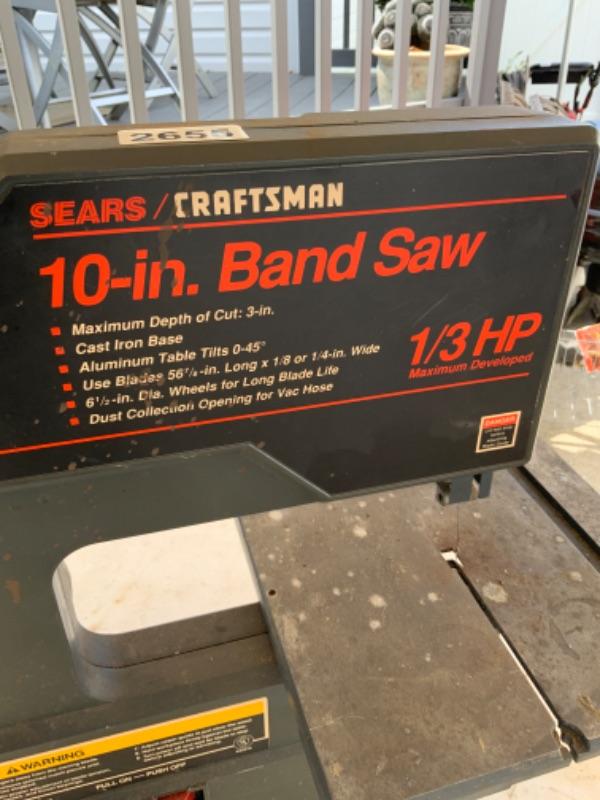 2655
SEARS / CRAFTSMAN
10-in. Band Saw
Maximum Depth of Cut: 3-in.
Cast Iron Base
Aluminum Table Tilts 0-45°
Use Blades 56⅞-in. Long x 1/8 or 1/4-in. Wide
6½-in. Dia. Wheels for Long Blade Life
Dust Collection Opening for Vac Hose
1/3 HP
Maximum Developed
DANGER
WARNING
PULL ON PUSH OFF